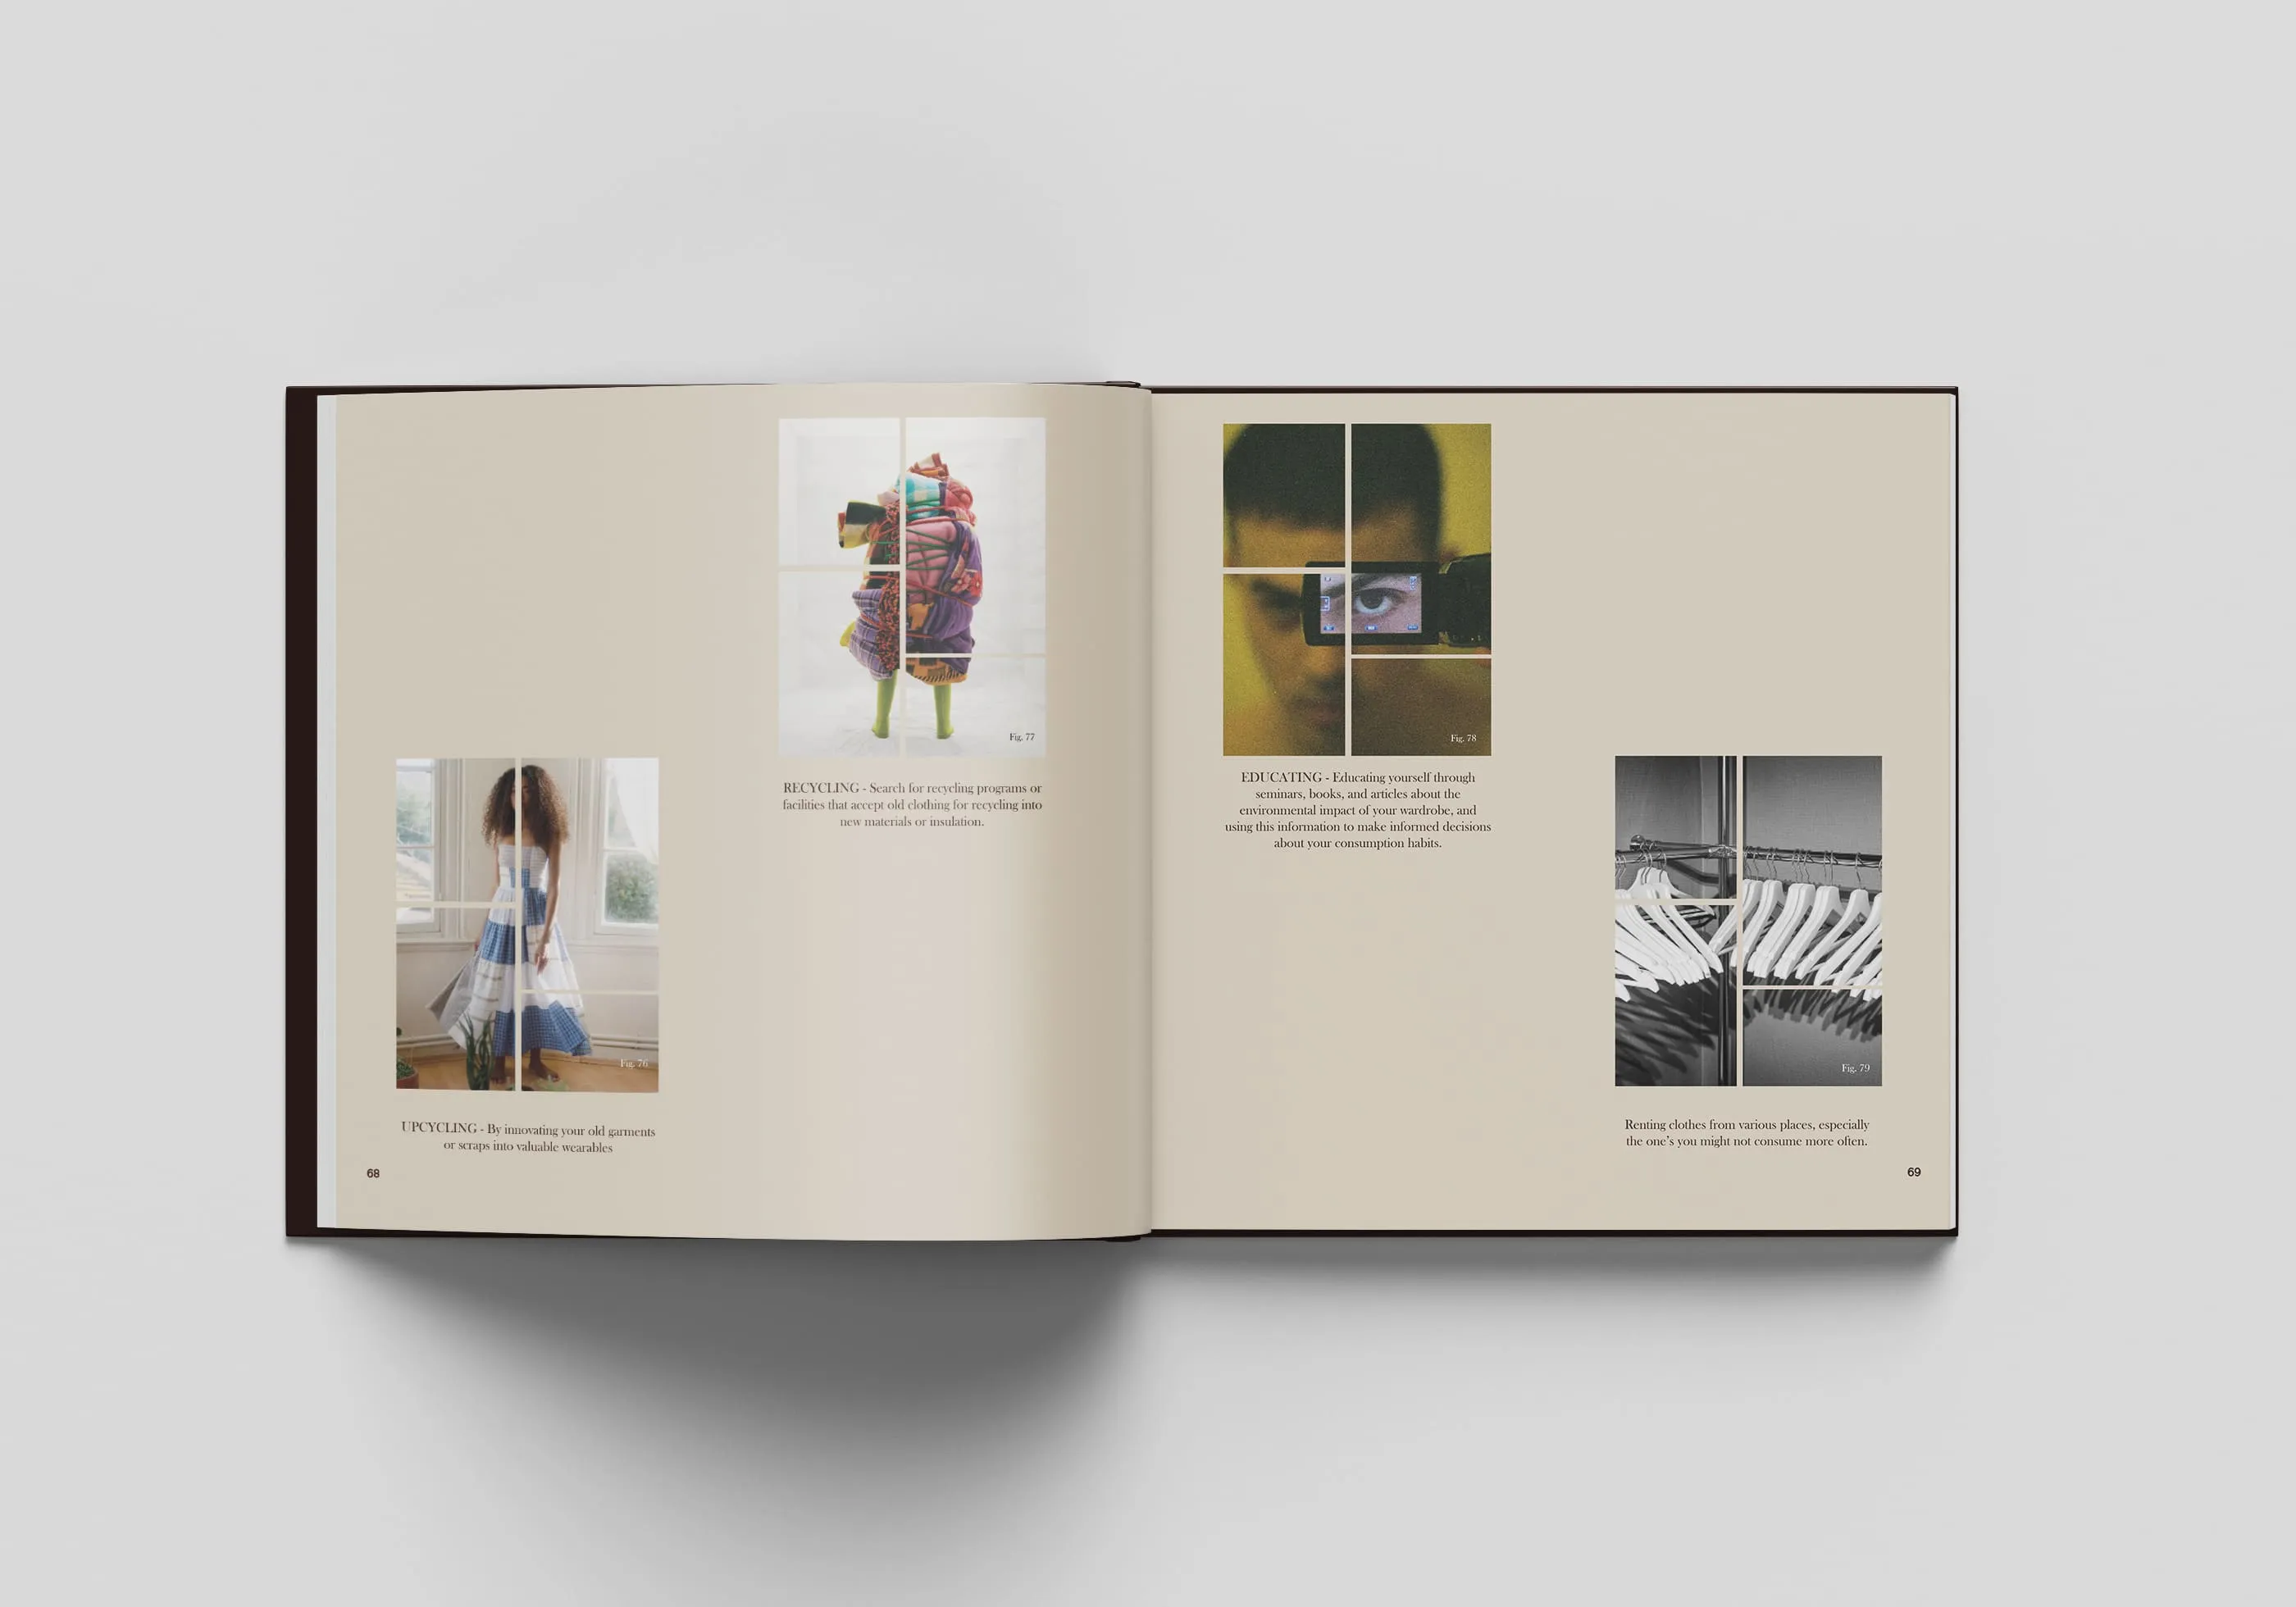 Fig. 76
UPCYCLING - By innovating your old garments
or scraps into valuable wearables
68
Fig. 77
RECYCLING - Search for recycling programs or
facilities that accept old clothing for recycling into
new materials or insulation.
Fig. 78
EDUCATING - Educating yourself through
seminars, books, and articles about the
environmental impact of your wardrobe, and
using this information to make informed decisions
about your consumption habits.
Fig. 79
Renting clothes from various places, especially
the one’s you might not consume more often.
69